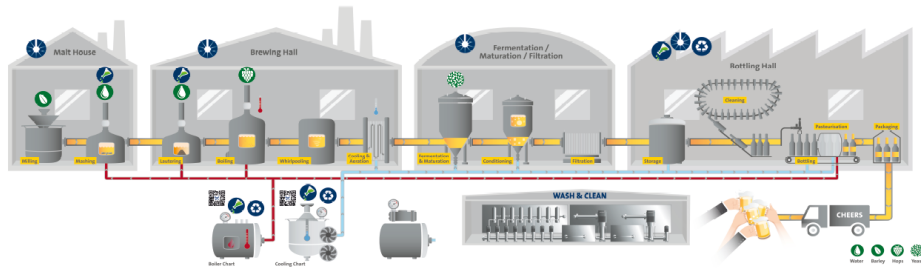 Malt House
Brewing Hall
Fermentation /
Maturation / Filtration
Bottling Hall
Cleaning
Pasteurisation
Packaging
Milling
Mashing
Lautering
Boiling
Whirlpooling
Cooling &
Aeration
Fermentation
& Maturation
Conditioning
Filtration
Storage
Bottling
WASH & CLEAN
CHEERS
Boiler Chart
Cooling Chart
Water
Barley
Hops
Yeast